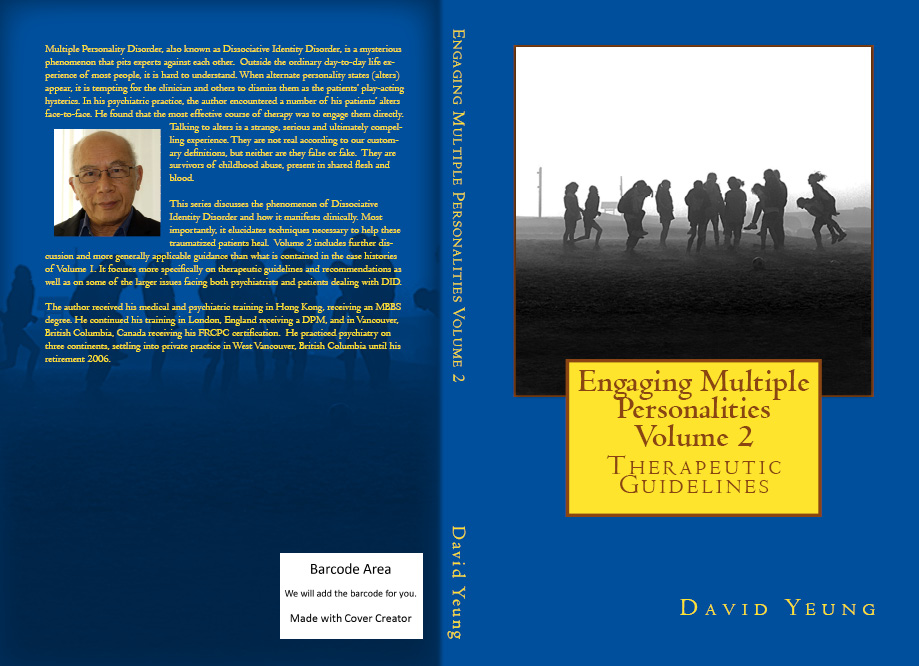 Multiple Personality Disorder, also known as Dissociative Identity Disorder, is a mysterious
phenomenon that pits experts against each other. Outside the ordinary day-to-day life ex-
perience of most people, it is hard to understand. When alternate personality states (alters)
appear, it is tempting for the clinician and others to dismiss them as the patients' play-acting
hysterics. In his psychiatric practice, the author encountered a number of his patients' alters
face-to-face. He found that the most effective course of therapy was to engage them directly.
Talking to alters is a strange, serious and ultimately compel-
ling experience. They are not real according to our custom-
ary definitions, but neither are they false or fake. They are
survivors of childhood abuse, present in shared flesh and
blood.
This series discusses the phenomenon of Dissociative
Identity Disorder and how it manifests clinically. Most
importantly, it elucidates techniques necessary to help these
traumatized patients heal. Volume 2 includes further dis-
cussion and more generally applicable guidance than what is contained in the case histories
of Volume 1. It focuses more specifically on therapeutic guidelines and recommendations as
well as on some of the larger issues facing both psychiatrists and patients dealing with DID.
The author received his medical and psychiatric training in Hong Kong, receiving an MBBS
degree. He continued his training in London, England receiving a DPM, and in Vancouver,
British Columbia, Canada receiving his FRCPC certification. He practiced psychiatry on
three continents, settling into private practice in West Vancouver, British Columbia until his
retirement 2006.
Barcode Area
We will add the barcode for you.
Made with Cover Creator
Engaging Multiple Personalities Volume 2
David Yeung
Engaging Multiple
Personalities
Volume 2
Therapeutic
Guidelines
David Yeung